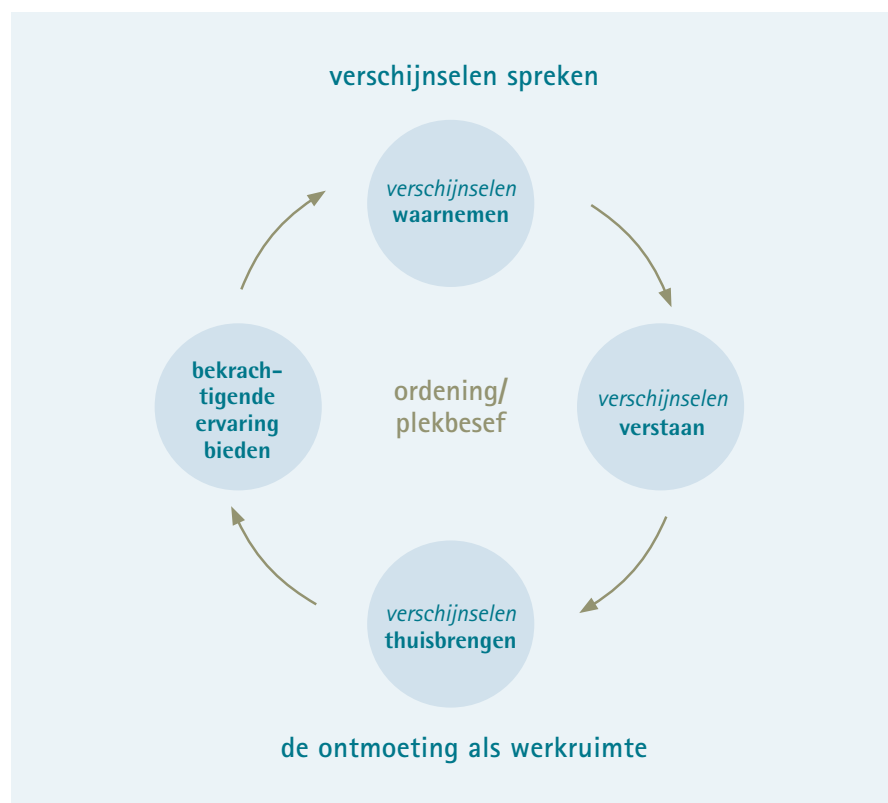 verschijnselen spreken
verschijnselen
waarnemen
verschijnselen
verstaan
verschijnselen
thuisbrengen
bekrach-
tigende
ervaring
bieden
ordening/
plekbesef
de ontmoeting als werkruimte